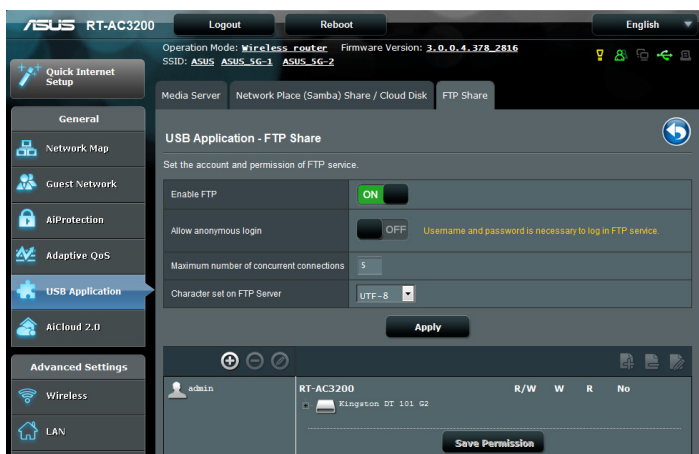 ASUS RT-AC3200 Logout Reboot English
Operation Mode: Wireless router Firmware Version: 3.0.0.4.378_2816
SSID: ASUS ASUS_5G-1 ASUS_5G-2
Quick Internet
Setup
General
Network Map
Guest Network
AiProtection
Adaptive QoS
USB Application
AiCloud 2.0
Advanced Settings
Wireless
LAN
Media Server Network Place (Samba) Share / Cloud Disk FTP Share
USB Application - FTP Share
Set the account and permission of FTP service.
Enable FTP ON
Allow anonymous login OFF Username and password is necessary to log in FTP service.
Maximum number of concurrent connections 5
Character set on FTP Server UTF-8
Apply
admin RT-AC3200 R/W W R No
Kingston DT 101 G2
Save Permission